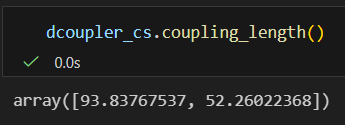 dcoupler_cs.coupling_length()
0.0s
array([93.83767537, 52.26022368])